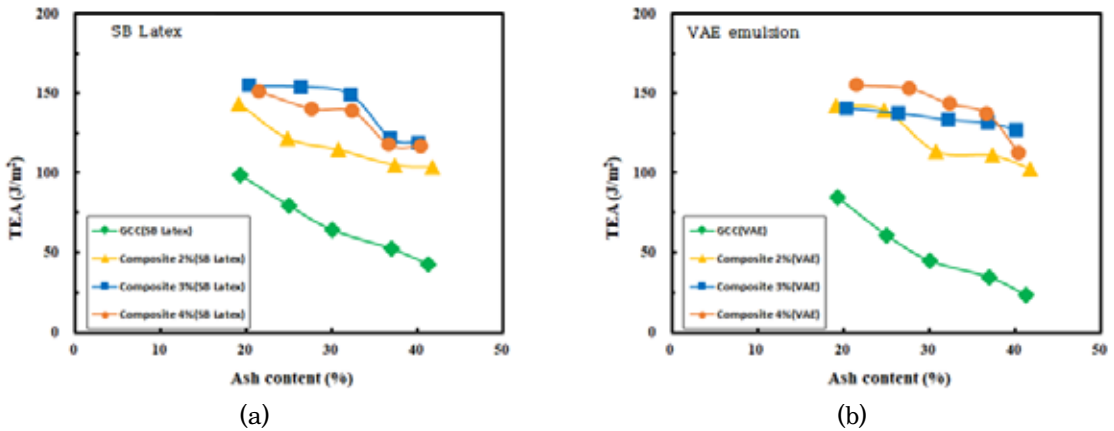 SB Latex
TEA (J/m²)
200
150
100
50
0
GCC(SB Latex)
Composite 2%(SB Latex)
Composite 3%(SB Latex)
Composite 4%(SB Latex)
0 10 20 30 40 50
Ash content (%)
(a)
VAE emulsion
TEA (J/m²)
200
150
100
50
0
GCC(VAE)
Composite 2%(VAE)
Composite 3%(VAE)
Composite 4%(VAE)
0 10 20 30 40 50
Ash content (%)
(b)